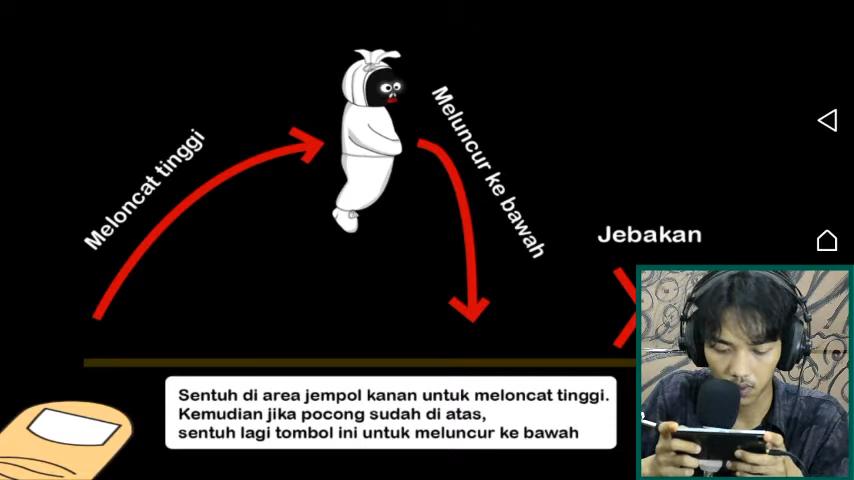 Meloncat tinggi
Meluncur ke bawah
Jebakan
Sentuh di area jempol kanan untuk meloncat tinggi.
Kemudian jika pocong sudah di atas,
sentuh lagi tombol ini untuk meluncur ke bawah